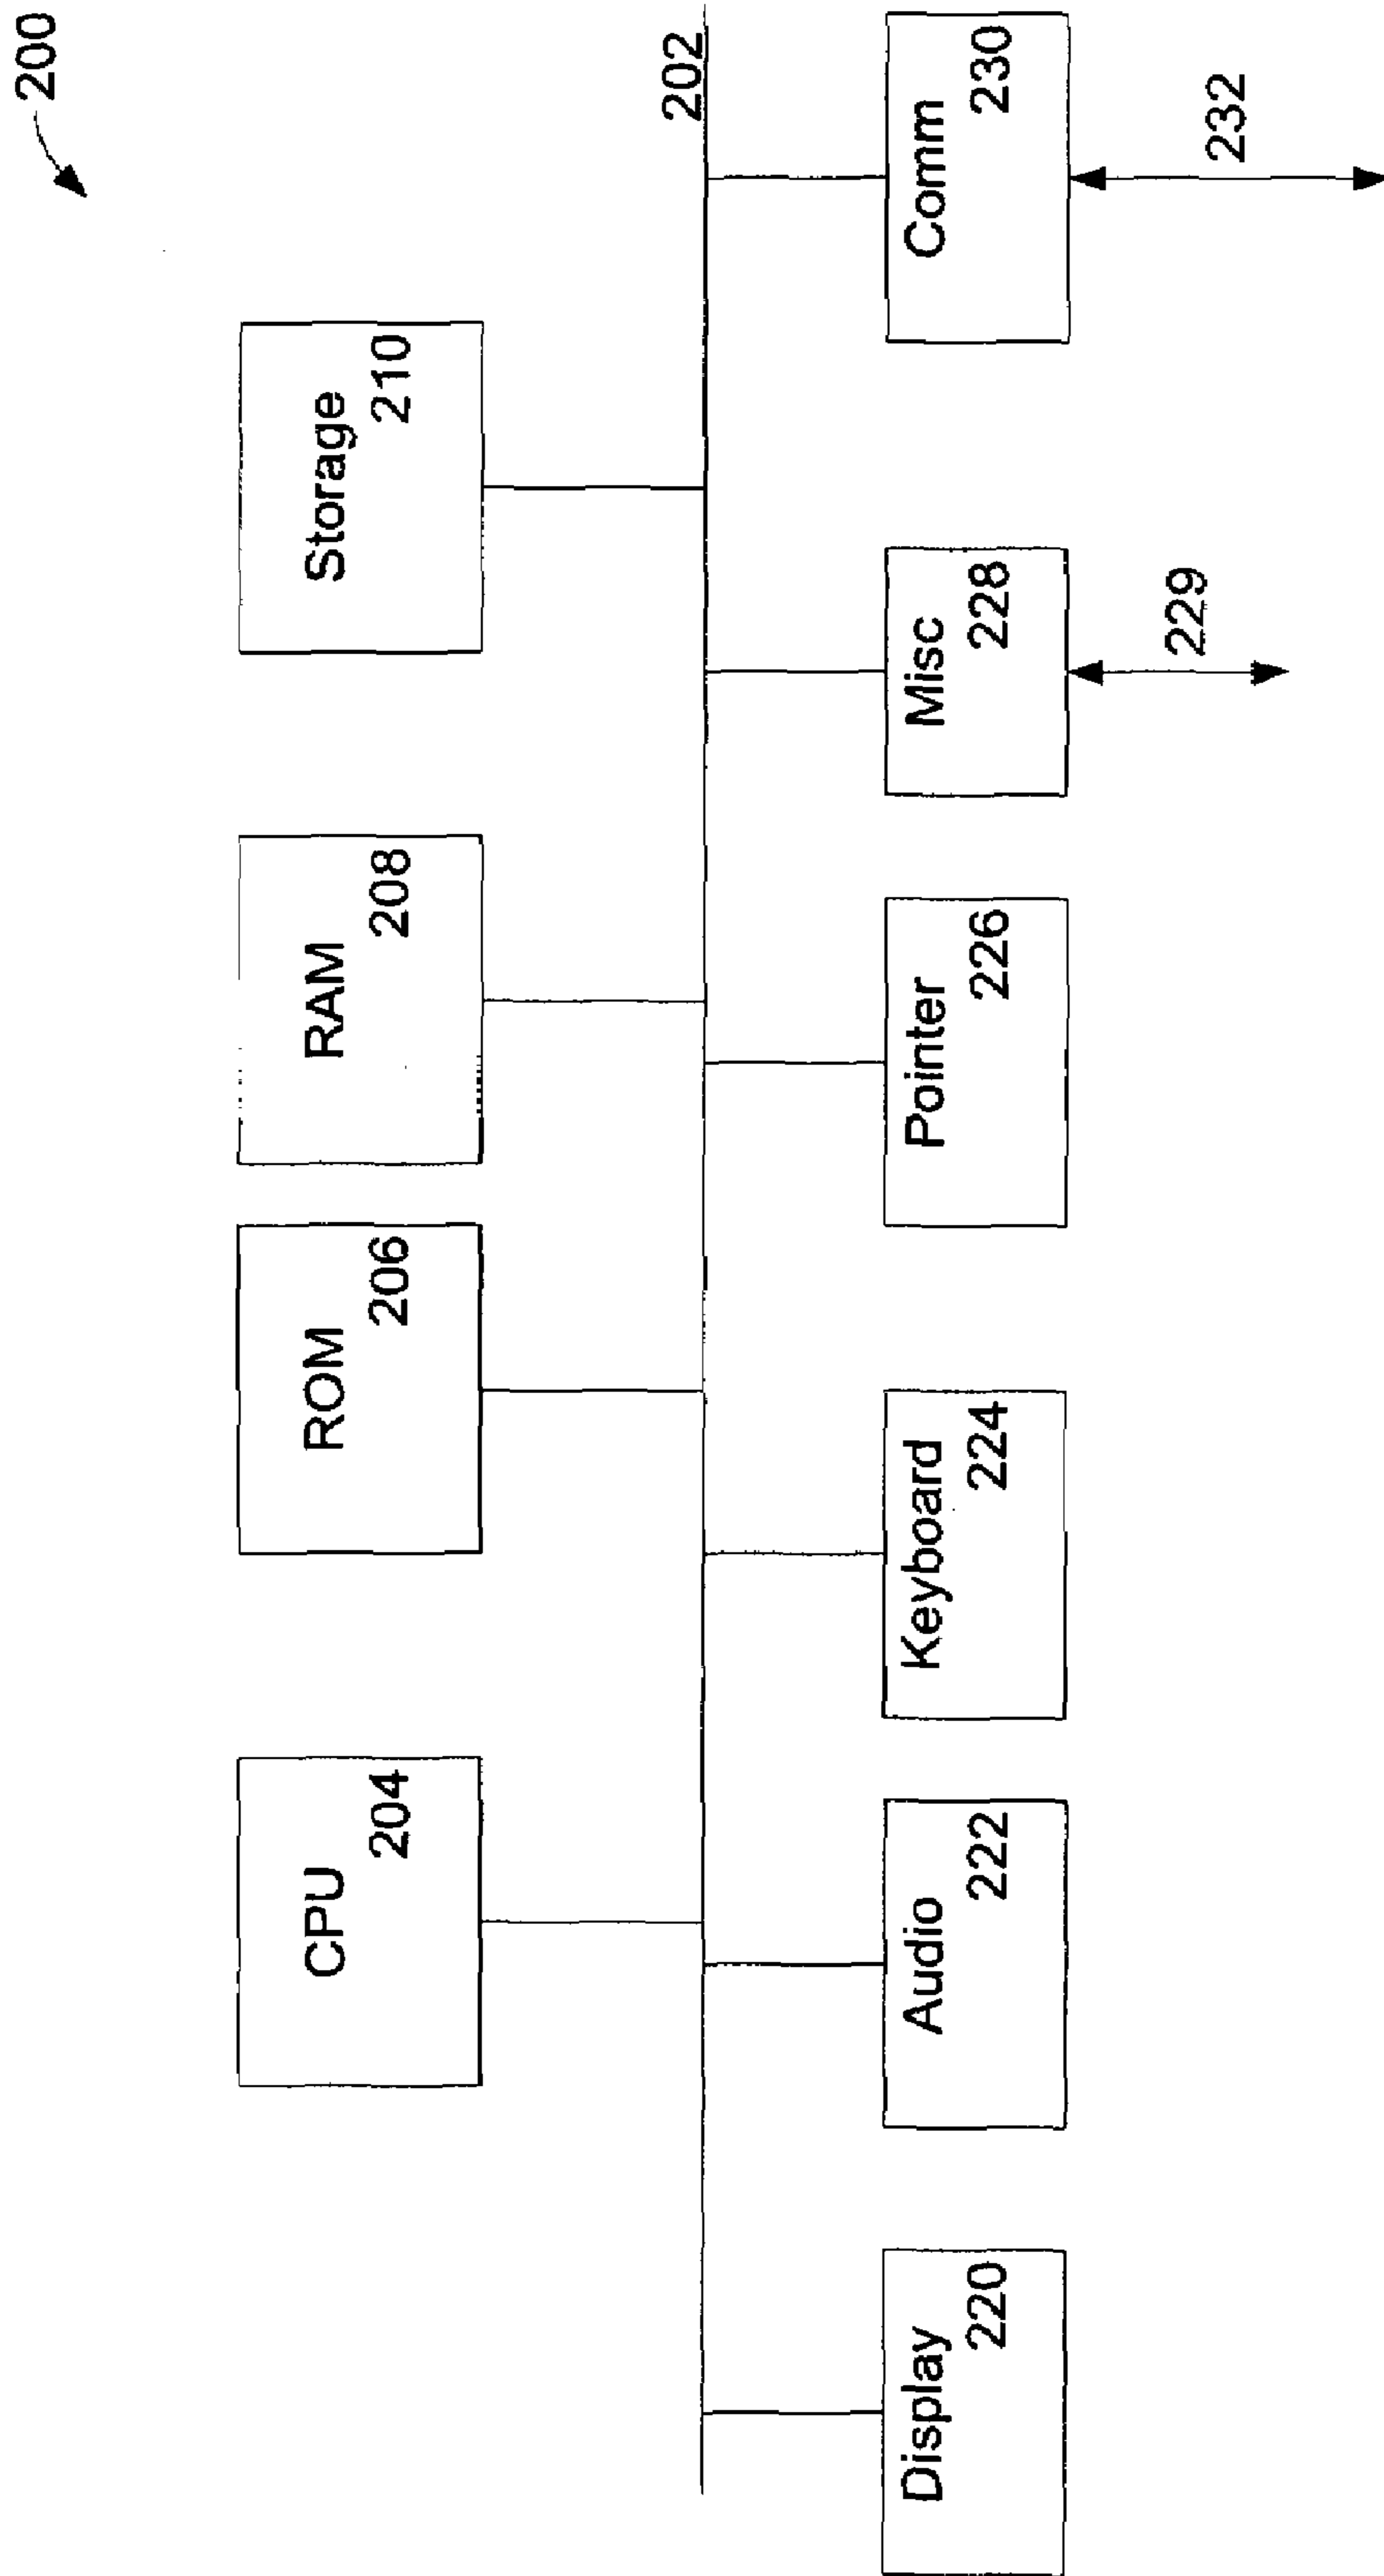 200
CPU
204
ROM
206
RAM
208
Storage
210
202
Display
220
Audio
222
Keyboard
224
Pointer
226
Misc
228
Comm
230
229
232